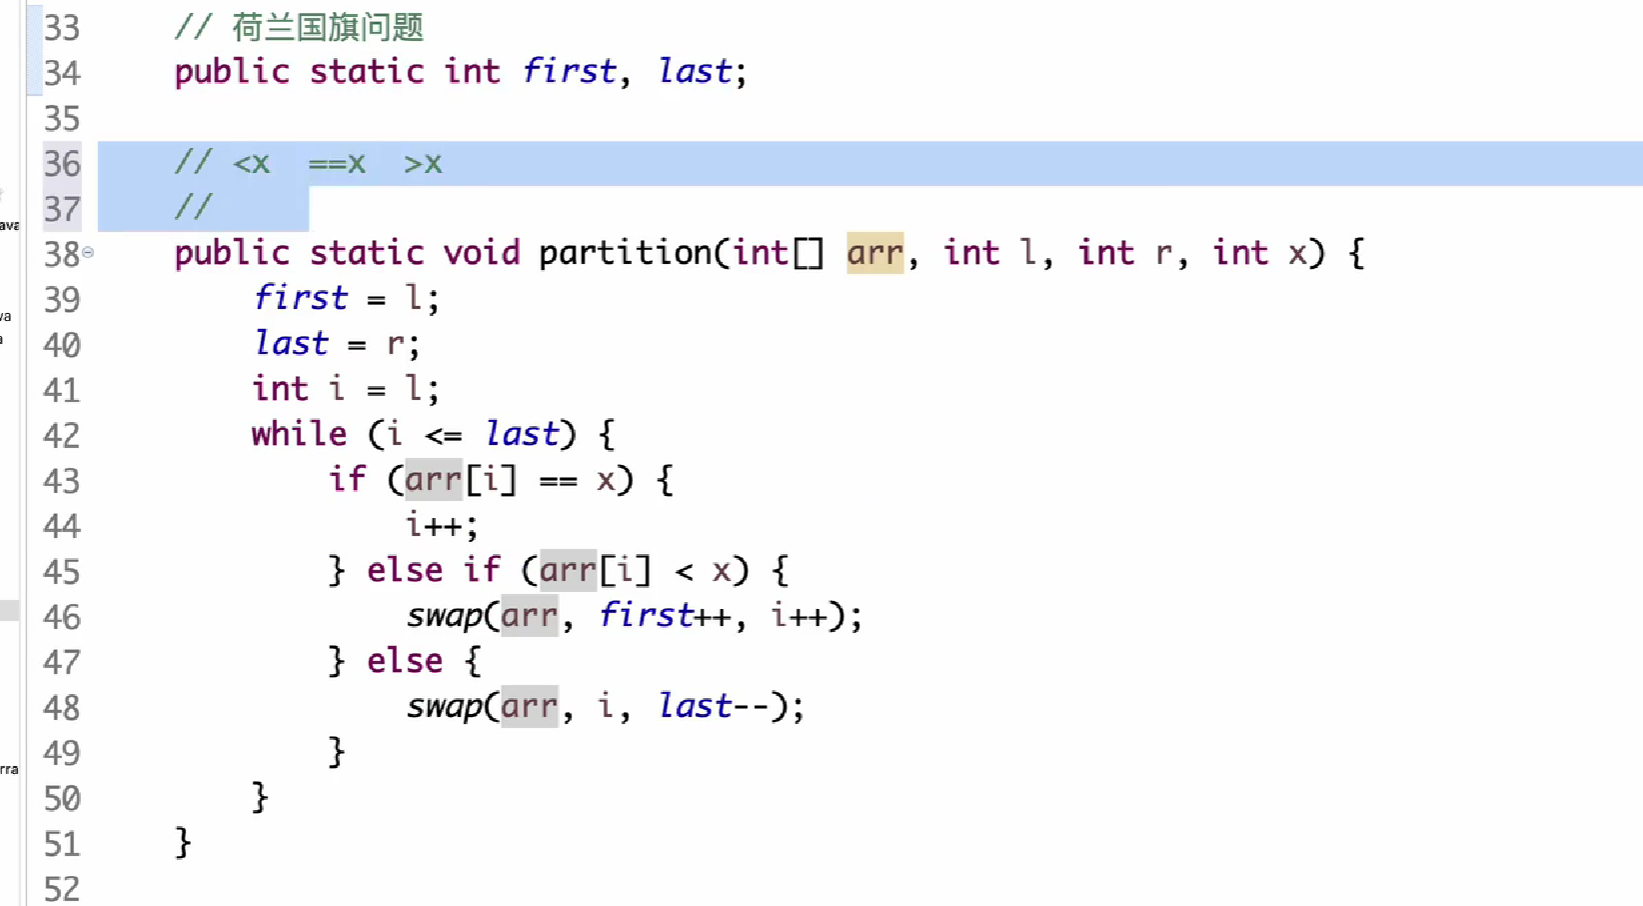 33 // 荷兰国旗问题
34 public static int first, last;
35
36 // <x ==x >x
37 //
38 public static void partition(int[] arr, int l, int r, int x) {
39 first = l;
40 last = r;
41 int i = l;
42 while (i <= last) {
43 if (arr[i] == x) {
44 i++;
45 } else if (arr[i] < x) {
46 swap(arr, first++, i++);
47 } else {
48 swap(arr, i, last--);
49 }
50 }
51 }
52
ava
va
a
rra